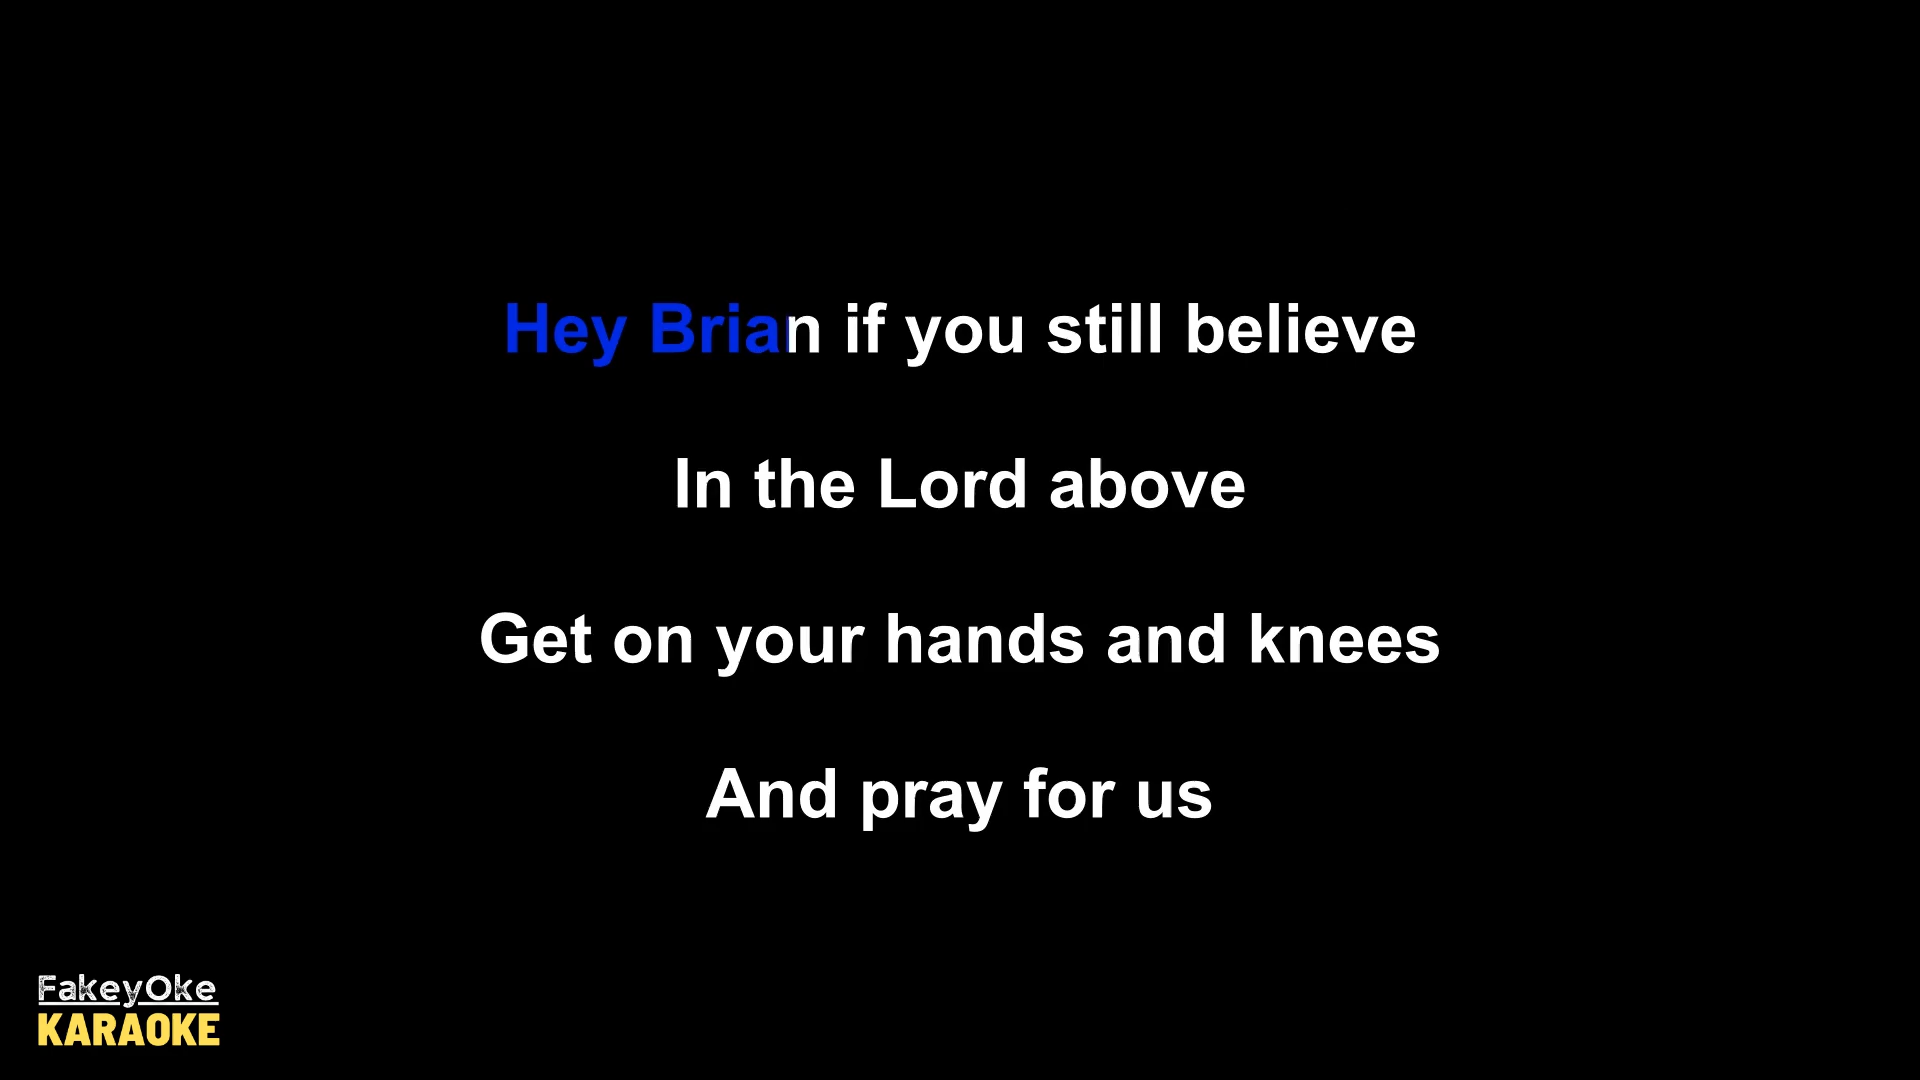 Hey Brian if you still believe
In the Lord above
Get on your hands and knees
And pray for us
FakeyOke
KARAOKE